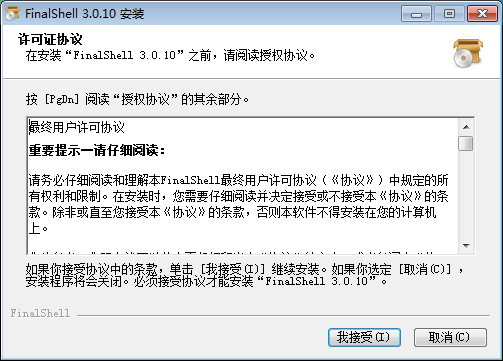 FinalShell 3.0.10 安装
许可证协议
在安装“FinalShell 3.0.10”之前，请阅读授权协议。
按 [PgDn] 阅读“授权协议”的其余部分。
最终用户许可协议
重要提示—请仔细阅读：
请务必仔细阅读和理解本FinalShell最终用户许可协议（《协议》）中规定的所
有权利和限制。在安装时，您需要仔细阅读并决定接受或不接受本《协议》的条
款。除非或直至您接受本《协议》的条款，否则本软件不得安装在您的计算机
上。
如果你接受协议中的条款，单击 [我接受(I)] 继续安装。如果你选定 [取消(C)] ，
安装程序将会关闭。必须接受协议才能安装“FinalShell 3.0.10”。
FinalShell
我接受(I)
取消(C)